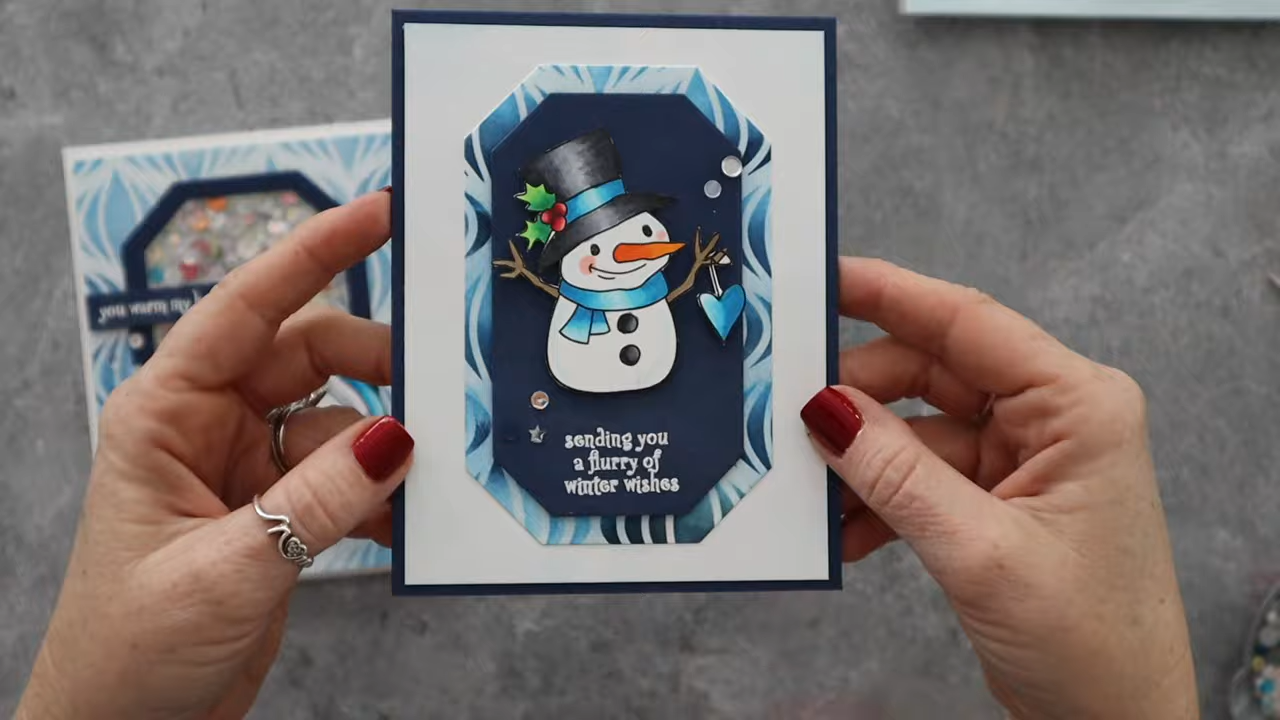 you warm my
sending you
a flurry of
winter wishes